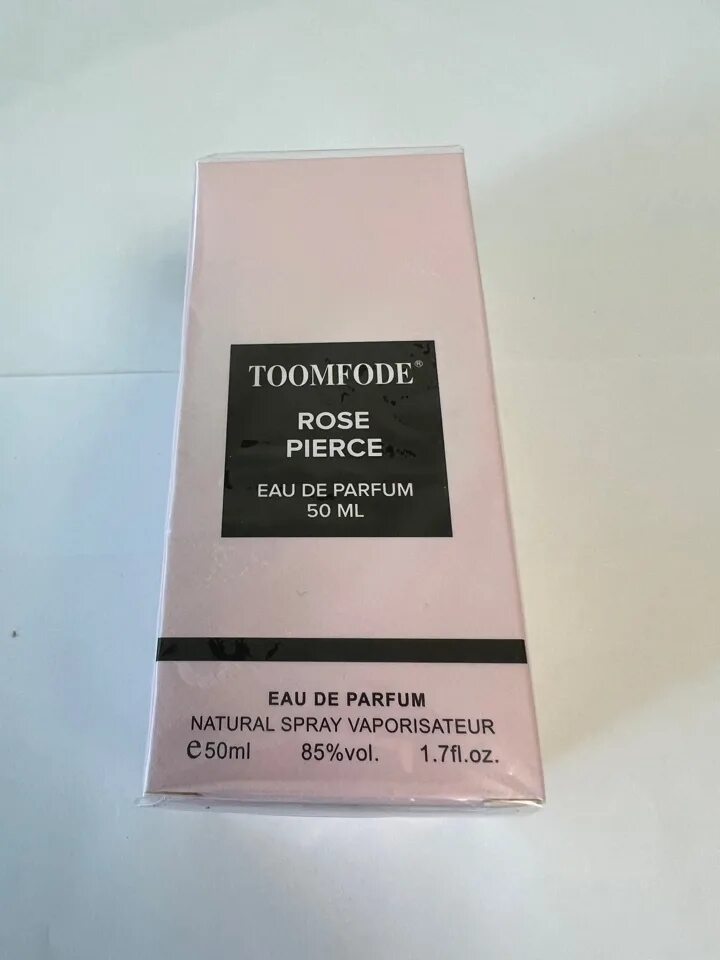 TOOMFODE®
ROSE
PIERCE
EAU DE PARFUM
50 ML
EAU DE PARFUM
NATURAL SPRAY VAPORISATEUR
℮50ml 85%vol. 1.7fl.oz.